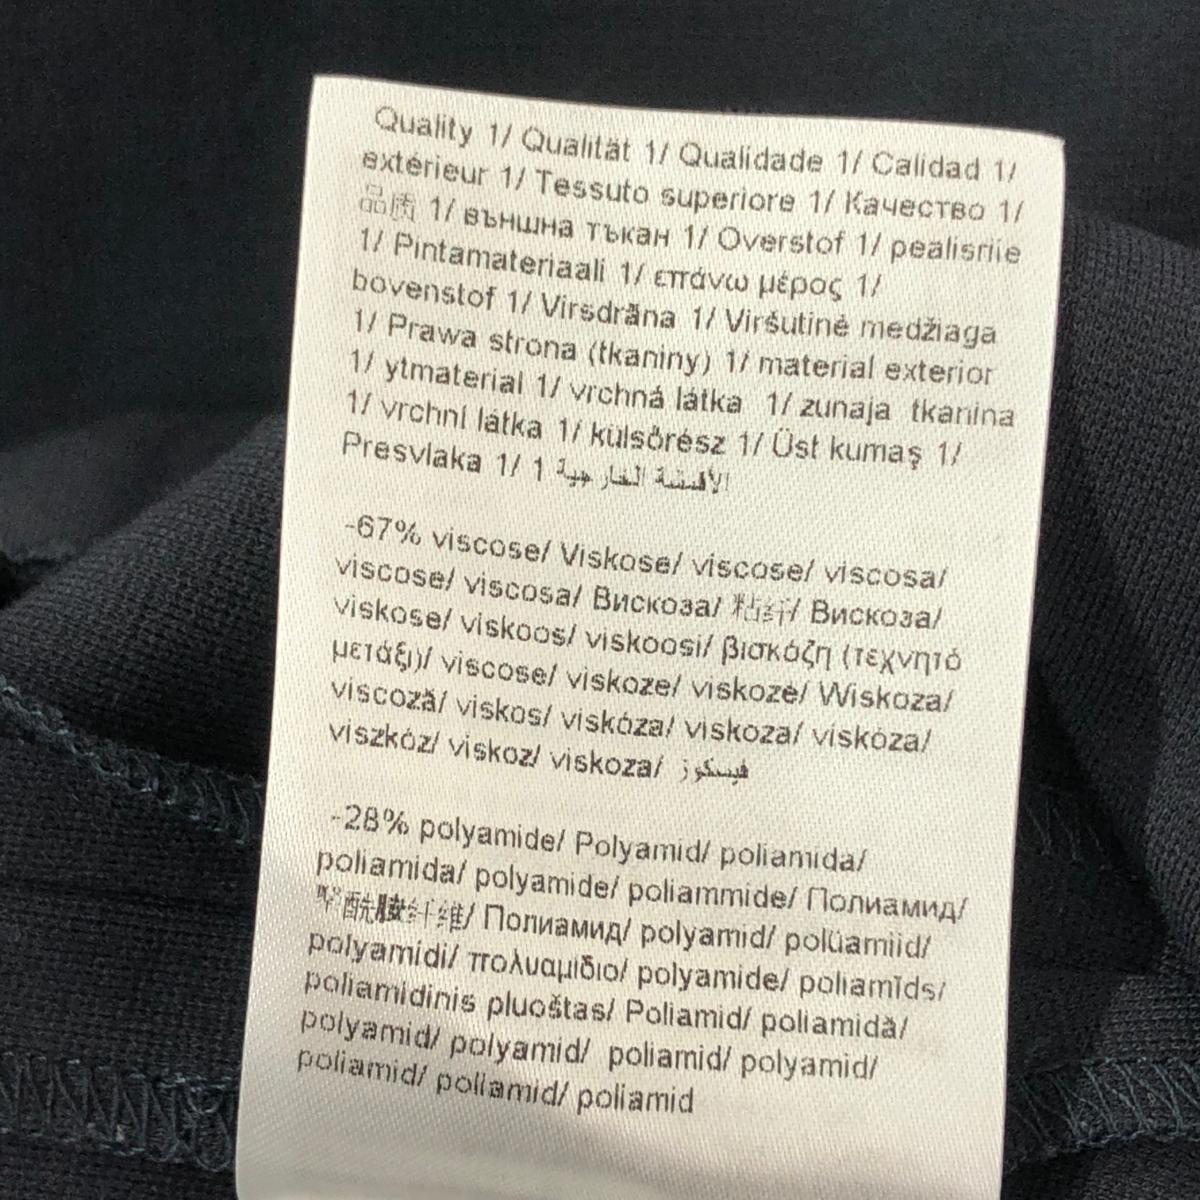 Quality 1/ Qualität 1/ Qualidade 1/ Calidad 1/
extérieur 1/ Tessuto superiore 1/ Качество 1/
品质 1/ външна тъкан 1/ Overstof 1/ pealisriie
1/ Pintamateriaali 1/ επάνω μέρος 1/
bovenstof 1/ Virsdrăna 1/ Viršutinė medžiaga
1/ Prawa strona (tkaniny) 1/ material exterior
1/ ytmaterial 1/ vrchná látka 1/ zunaja tkanina
1/ vrchní látka 1/ külsőrész 1/ Üst kumaş 1/
Presvlaka 1/ الأقمشة الخارجية 1
-67% viscose/ Viskose/ viscose/ viscosa/
viscose/ viscosa/ Вискоза/ 粘纤/ Вискоза/
viskose/ viskoos/ viskoosi/ βισκόζη (τεχνητό
μετάξι)/ viscose/ viskoze/ viskozė/ Wiskoza/
viscoză/ viskos/ viskóza/ viskoza/ viskóza/
viszkóz/ viskoz/ viskoza/ فيسكوز
-28% polyamide/ Polyamid/ poliamida/
poliamida/ polyamide/ poliammide/ Полиамид/
聚酰胺纤维/ Полиамид/ polyamid/ polüamiid/
polyamidi/ πολυαμίδιο/ polyamide/ poliamīds/
poliamidinis pluoštas/ Poliamid/ poliamidă/
polyamid/ polyamid/ poliamid/ polyamid/
poliamid/ poliamid/ poliamid